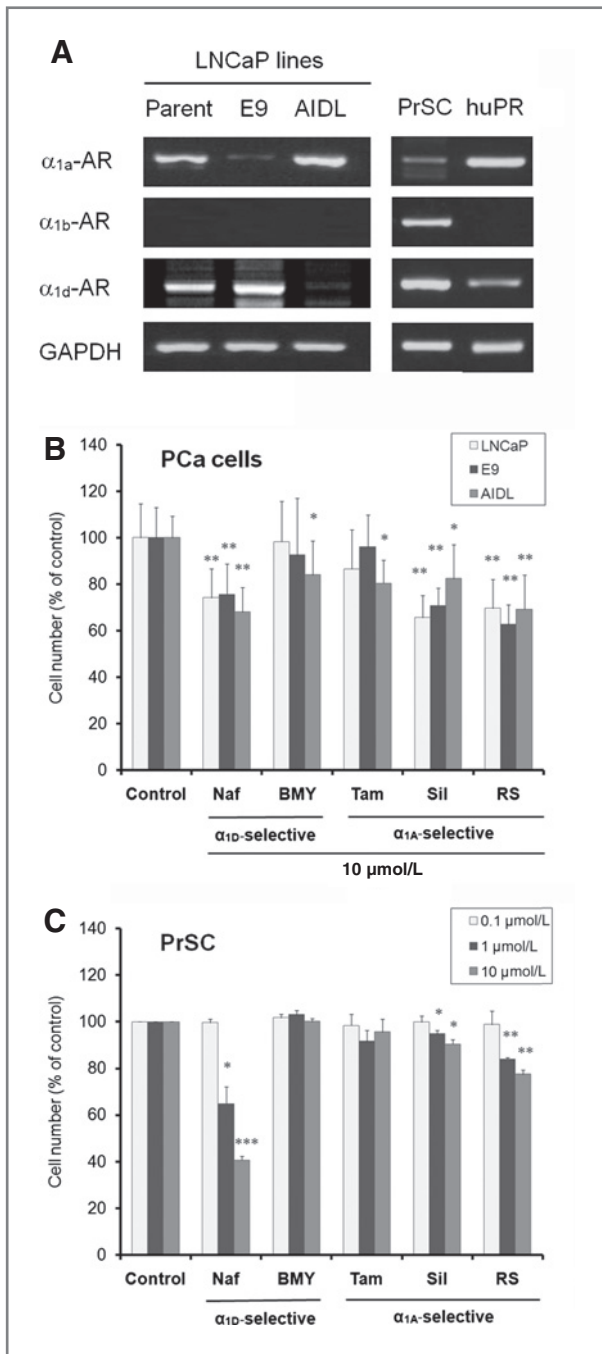 A
LNCaP lines
Parent E9 AIDL PrSC huPR
α1a-AR
α1b-AR
α1d-AR
GAPDH
B
PCa cells
LNCaP
E9
AIDL
Cell number (% of control)
140
120
100
80
60
40
20
0
** ** ** * * ** ** * ** ** **
Control Naf BMY Tam Sil RS
α1D-selective α1A-selective
10 µmol/L
C
PrSC
0.1 µmol/L
1 µmol/L
10 µmol/L
Cell number (% of control)
140
120
100
80
60
40
20
0
* *** * * ** **
Control Naf BMY Tam Sil RS
α1D-selective α1A-selective